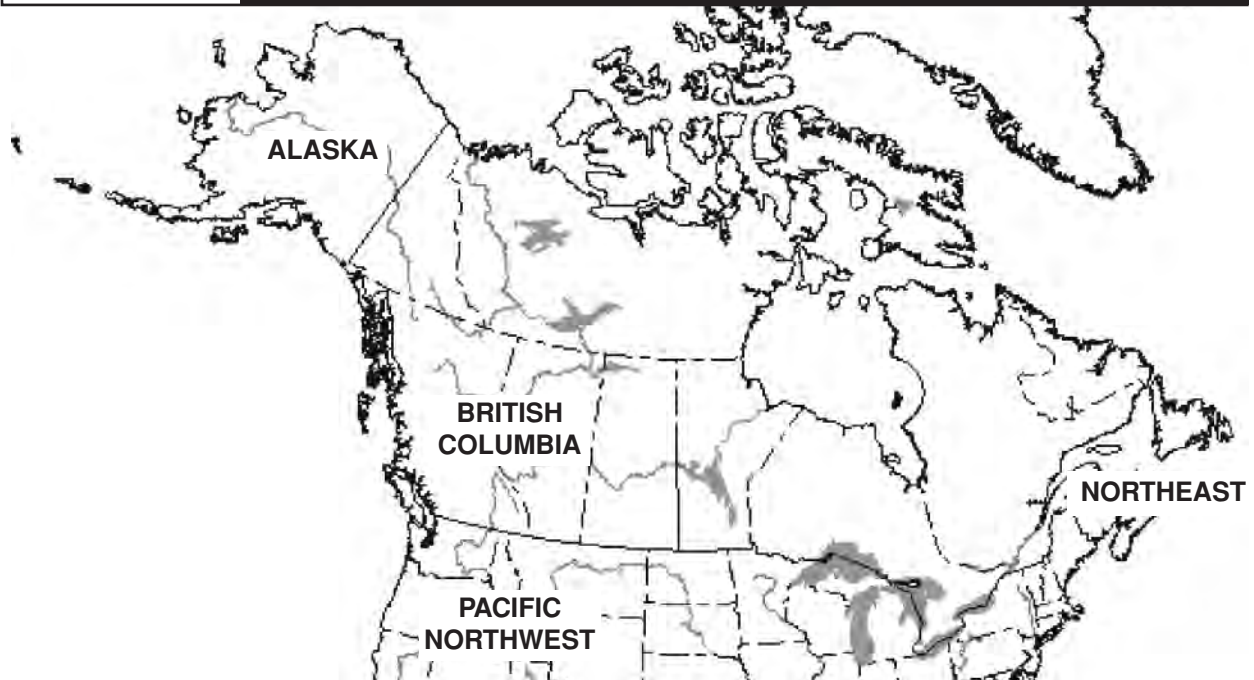 ALASKA
BRITISH
COLUMBIA
NORTHEAST
PACIFIC
NORTHWEST